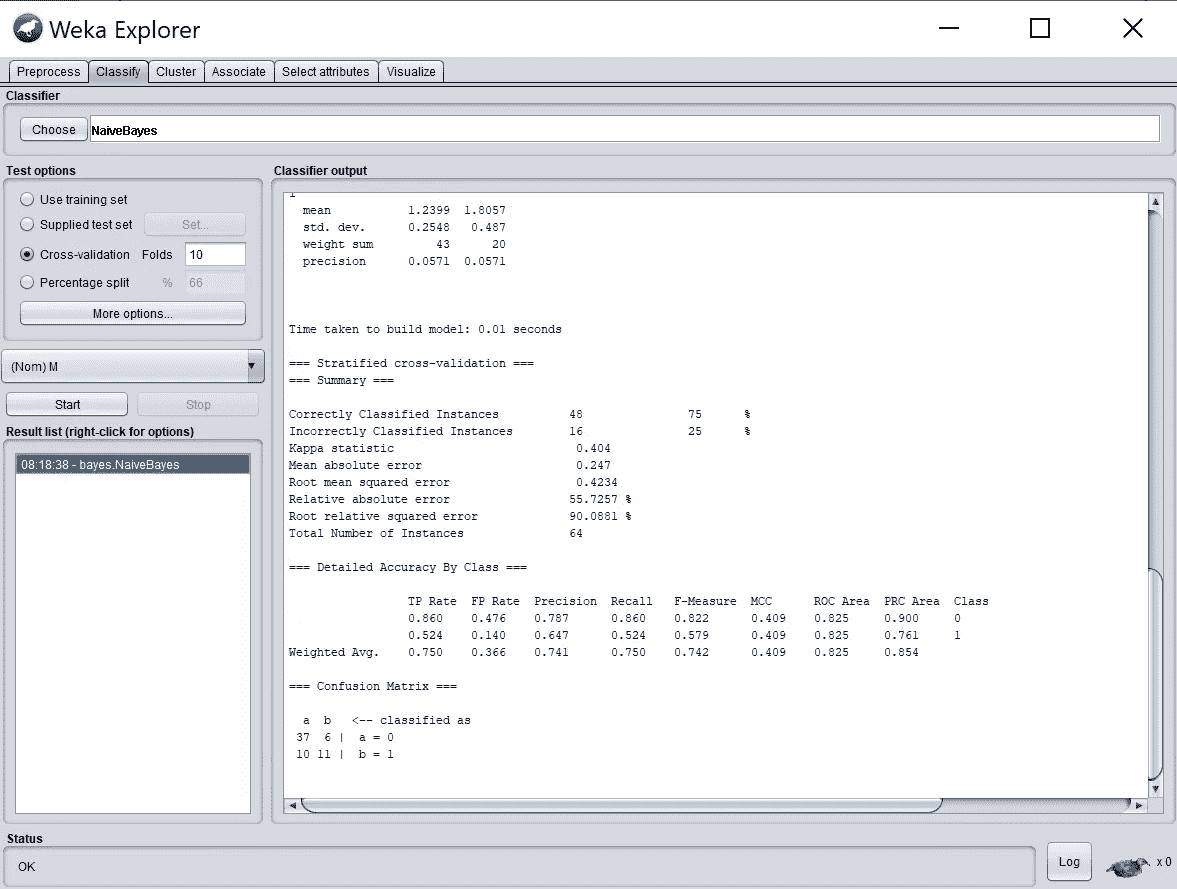 Weka Explorer
Preprocess Classify Cluster Associate Select attributes Visualize
Classifier
Choose NaiveBayes
Test options
Use training set
Supplied test set Set...
Cross-validation Folds 10
Percentage split % 66
More options...
(Nom) M
Start Stop
Result list (right-click for options)
08:18:38 - bayes.NaiveBayes
Classifier output
mean 1.2399 1.8057
std. dev. 0.2548 0.487
weight sum 43 20
precision 0.0571 0.0571
Time taken to build model: 0.01 seconds
=== Stratified cross-validation ===
=== Summary ===
Correctly Classified Instances 48 75 %
Incorrectly Classified Instances 16 25 %
Kappa statistic 0.404
Mean absolute error 0.247
Root mean squared error 0.4234
Relative absolute error 55.7257 %
Root relative squared error 90.0881 %
Total Number of Instances 64
=== Detailed Accuracy By Class ===
TP Rate FP Rate Precision Recall F-Measure MCC ROC Area PRC Area Class
0.860 0.476 0.787 0.860 0.822 0.409 0.825 0.900 0
0.524 0.140 0.647 0.524 0.579 0.409 0.825 0.761 1
Weighted Avg. 0.750 0.366 0.741 0.750 0.742 0.409 0.825 0.854
=== Confusion Matrix ===
a b <-- classified as
37 6 | a = 0
10 11 | b = 1
Status
OK
Log
x 0